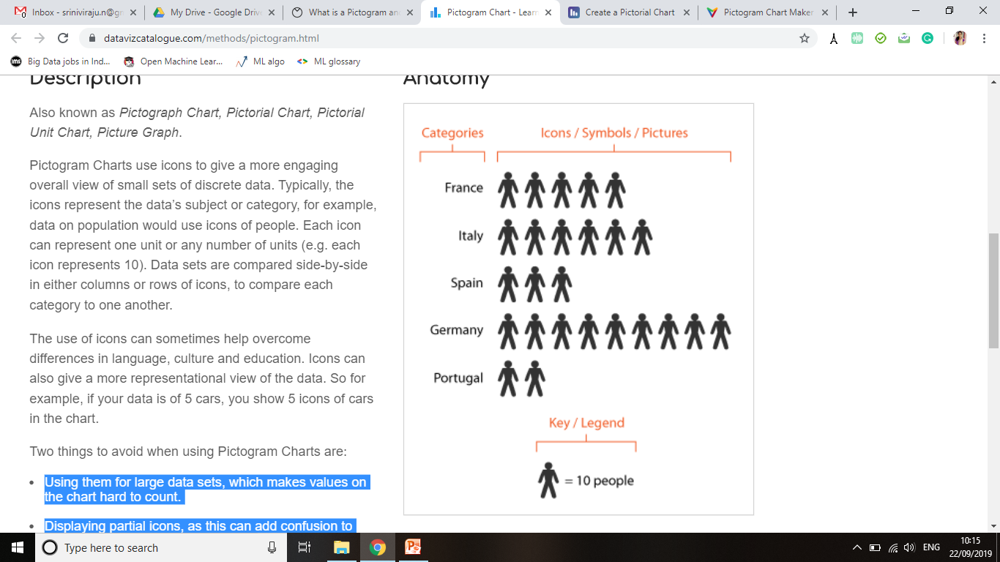 Inbox - sriniviraju.n@gr
My Drive - Google Drive
What is a Pictogram an
Pictogram Chart - Learn
Create a Pictorial Chart
Pictogram Chart Maker
datavizcatalogue.com/methods/pictogram.html
ims Big Data jobs in Ind...
Open Machine Lear...
ML algo
ML glossary
Description
Also known as Pictograph Chart, Pictorial Chart, Pictorial
Unit Chart, Picture Graph.
Pictogram Charts use icons to give a more engaging
overall view of small sets of discrete data. Typically, the
icons represent the data's subject or category, for example,
data on population would use icons of people. Each icon
can represent one unit or any number of units (e.g. each
icon represents 10). Data sets are compared side-by-side
in either columns or rows of icons, to compare each
category to one another.
The use of icons can sometimes help overcome
differences in language, culture and education. Icons can
also give a more representational view of the data. So for
example, if your data is of 5 cars, you show 5 icons of cars
in the chart.
Two things to avoid when using Pictogram Charts are:
• Using them for large data sets, which makes values on
the chart hard to count.
• Displaying partial icons, as this can add confusion to
Anatomy
Categories
Icons / Symbols / Pictures
France
Italy
Spain
Germany
Portugal
Key / Legend
= 10 people
Type here to search
ENG
10:15
22/09/2019